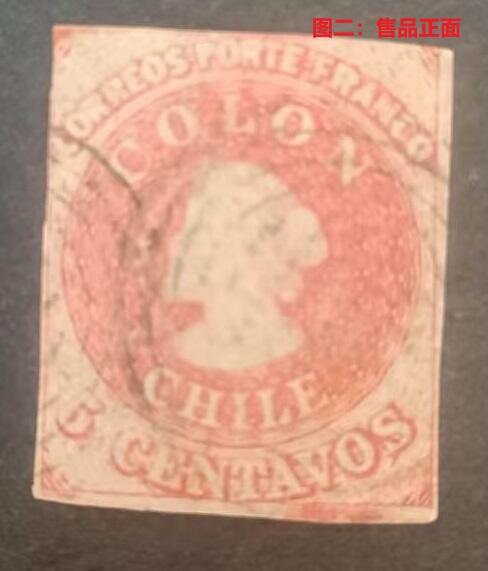 图二：售品正面
CORREOS PORTE FRANCO
COLON
CHILE
5 CENTAVOS